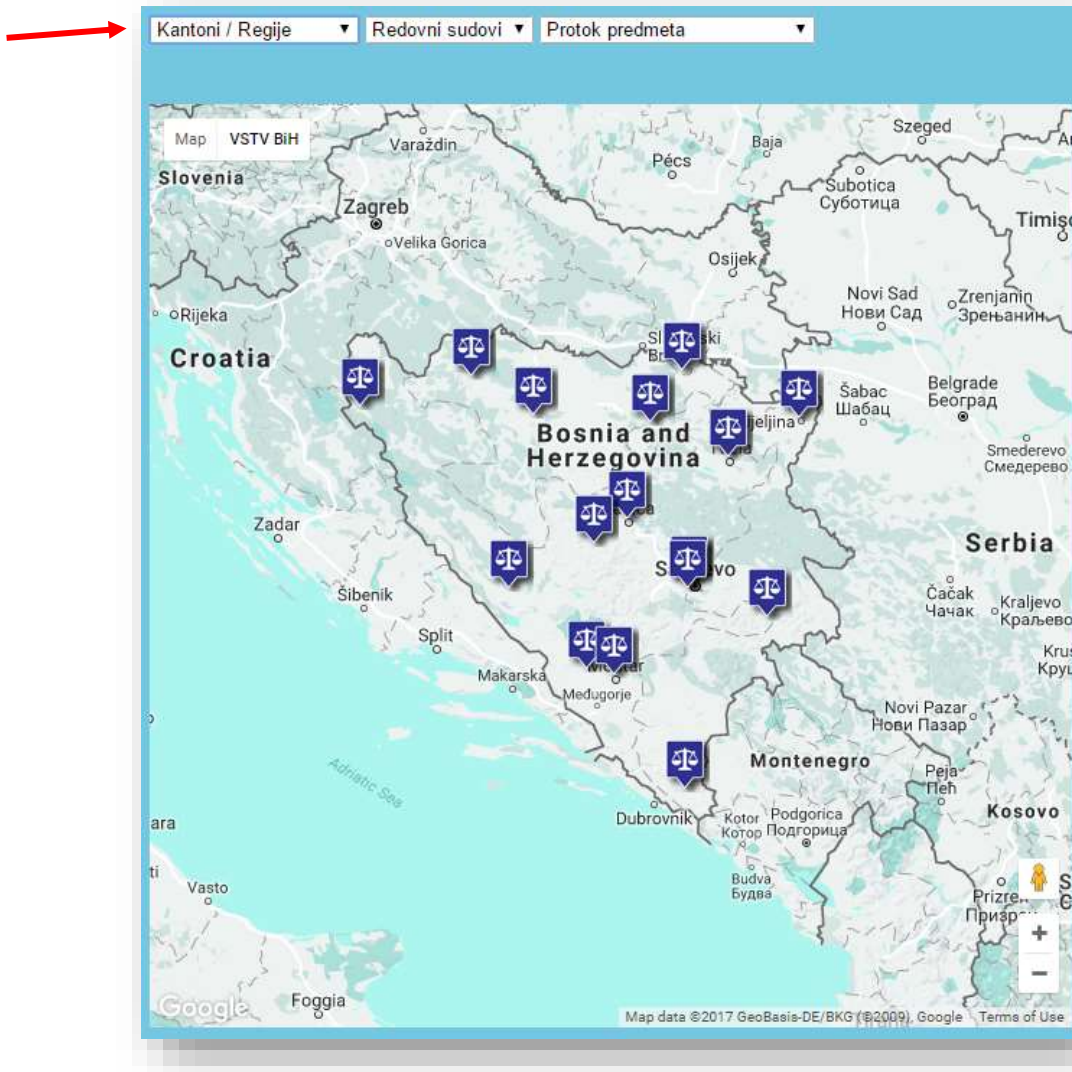 Kantoni / Regije
Redovni sudovi
Protok predmeta
Map
VSTV BiH
Slovenia
Varaždin
Pécs
Baja
Szeged
Subotica
Суботица
Zagreb
Velika Gorica
Osijek
Novi Sad
Нови Сад
Zrenjanin
Зрењанин
Rijeka
Croatia
Šabac
Шабац
Belgrade
Београд
Bosnia and
Herzegovina
Smederevo
Смедерево
Zadar
Serbia
Šibenik
Čačak
Чачак
Kraljevo
Краљево
Split
Makarska
Međugorje
Novi Pazar
Нови Пазар
Montenegro
Peja
Пећ
Adriatic Sea
Dubrovnik
Kotor
Котор
Podgorica
Подгорица
Kosovo
Budva
Будва
Vasto
Foggia
Google
Map data ©2017 GeoBasis-DE/BKG (©2009), Google
Terms of Use